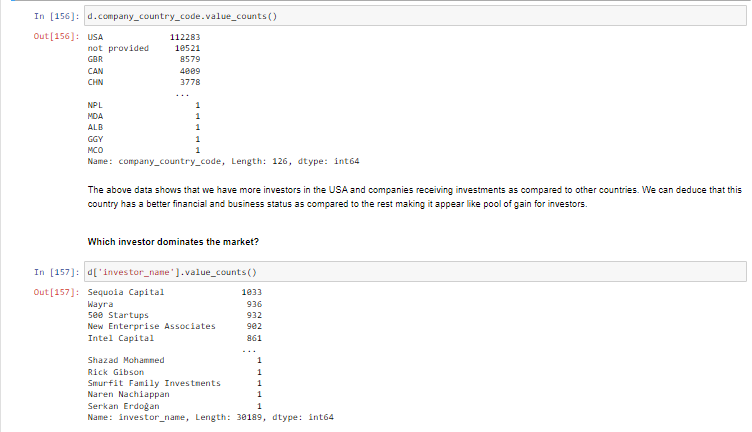 In [156]: d.company_country_code.value_counts()
Out[156]: USA 112283
not provided 10521
GBR 8579
CAN 4009
CHN 3778
...
NPL 1
MDA 1
ALB 1
GGY 1
MCO 1
Name: company_country_code, Length: 126, dtype: int64
The above data shows that we have more investors in the USA and companies receiving investments as compared to other countries. We can deduce that this
country has a better financial and business status as compared to the rest making it appear like pool of gain for investors.
Which investor dominates the market?
In [157]: d['investor_name'].value_counts()
Out[157]: Sequoia Capital 1033
Wayra 936
500 Startups 932
New Enterprise Associates 902
Intel Capital 861
...
Shazad Mohammed 1
Rick Gibson 1
Smurfit Family Investments 1
Naren Nachiappan 1
Serkan Erdoğan 1
Name: investor_name, Length: 30189, dtype: int64